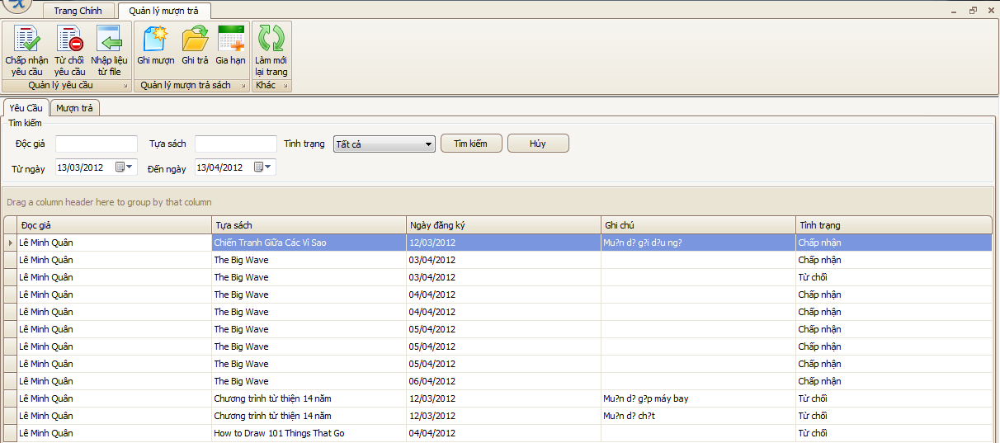 Trang Chính Quản lý mượn trả
Chấp nhận yêu cầu Từ chối yêu cầu Nhập liệu từ file Ghi mượn Ghi trả Gia hạn Làm mới lại trang
Quản lý yêu cầu Quản lý mượn trả sách Khác
Yêu Cầu Mượn trả
Tìm kiếm
Độc giả Tựa sách Tình trạng Tất cả Tìm kiếm Hủy
Từ ngày 13/03/2012 Đến ngày 13/04/2012
Drag a column header here to group by that column
Đọc giả Tựa sách Ngày đăng ký Ghi chú Tình trạng
Lê Minh Quân Chiến Tranh Giữa Các Vì Sao 12/03/2012 Mu?n d? g?i d?u ng? Chấp nhận
Lê Minh Quân The Big Wave 03/04/2012 Chấp nhận
Lê Minh Quân The Big Wave 03/04/2012 Từ chối
Lê Minh Quân The Big Wave 04/04/2012 Chấp nhận
Lê Minh Quân The Big Wave 04/04/2012 Chấp nhận
Lê Minh Quân The Big Wave 05/04/2012 Chấp nhận
Lê Minh Quân The Big Wave 05/04/2012 Chấp nhận
Lê Minh Quân The Big Wave 05/04/2012 Chấp nhận
Lê Minh Quân The Big Wave 06/04/2012 Chấp nhận
Lê Minh Quân Chương trình từ thiện 14 năm 12/03/2012 Mu?n d? g?p máy bay Từ chối
Lê Minh Quân Chương trình từ thiện 14 năm 12/03/2012 Mu?n d? ch?t Từ chối
Lê Minh Quân How to Draw 101 Things That Go 04/04/2012 Từ chối